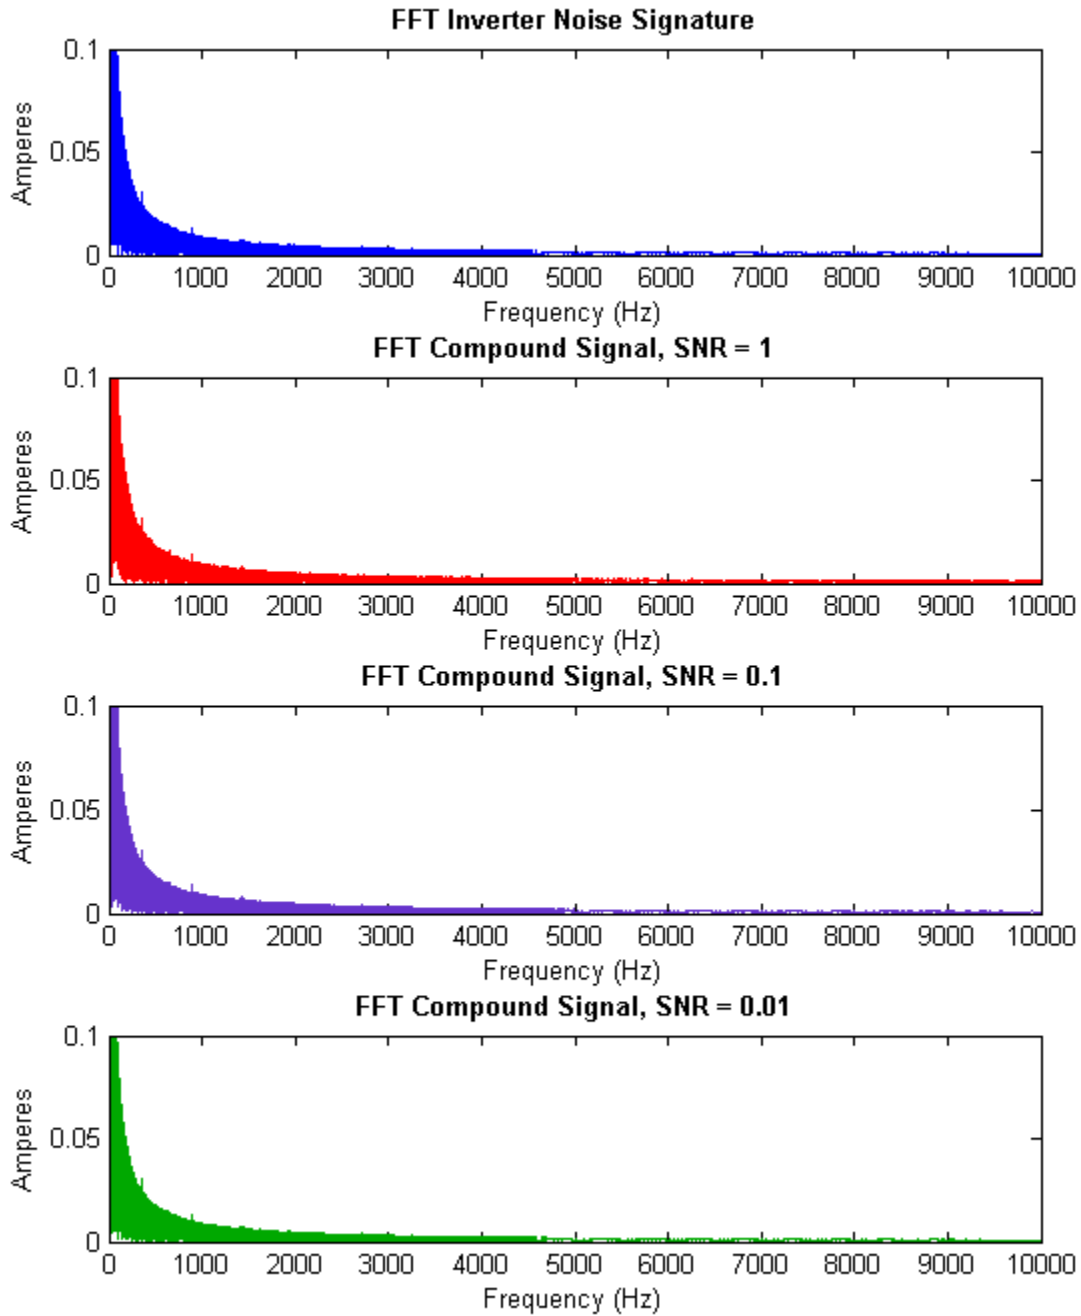 FFT Inverter Noise Signature
0.1
0.05
0
Amperes
0 1000 2000 3000 4000 5000 6000 7000 8000 9000 10000
Frequency (Hz)
FFT Compound Signal, SNR = 1
0.1
0.05
0
Amperes
0 1000 2000 3000 4000 5000 6000 7000 8000 9000 10000
Frequency (Hz)
FFT Compound Signal, SNR = 0.1
0.1
0.05
0
Amperes
0 1000 2000 3000 4000 5000 6000 7000 8000 9000 10000
Frequency (Hz)
FFT Compound Signal, SNR = 0.01
0.1
0.05
0
Amperes
0 1000 2000 3000 4000 5000 6000 7000 8000 9000 10000
Frequency (Hz)